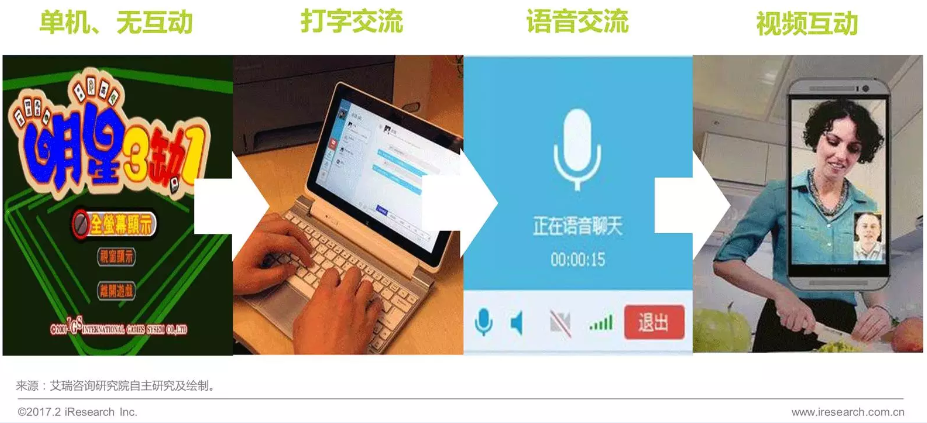 单机、无互动
打字交流
语音交流
视频互动
明星3缺1
全螢幕顯示
視窗顯示
離開遊戲
INTERNATIONAL GAMES SYSTEM CO.,LTD
正在语音聊天
00:00:15
退出
来源：艾瑞咨询研究院自主研究及绘制。
©2017.2 iResearch Inc.
www.iresearch.com.cn